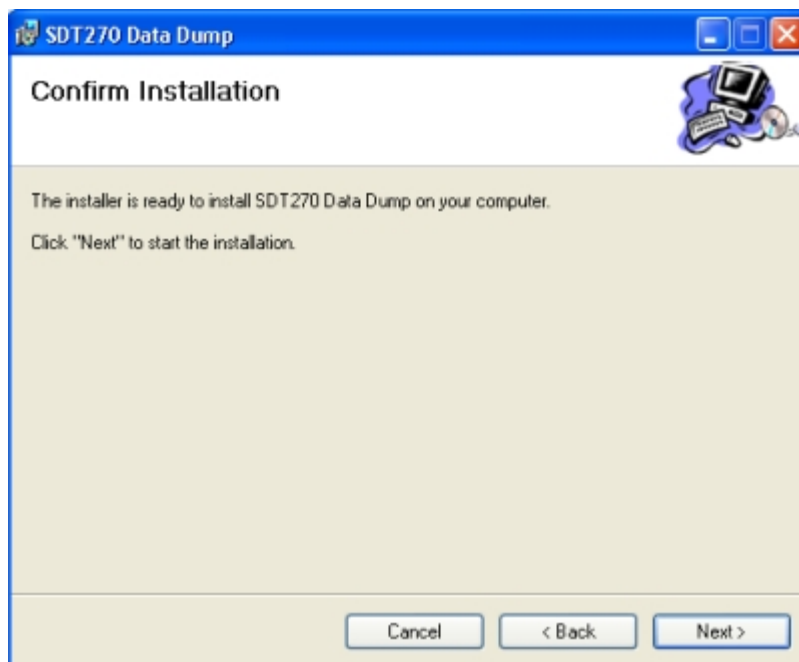 SDT270 Data Dump
Confirm Installation
The installer is ready to install SDT270 Data Dump on your computer.
Click "Next" to start the installation.
Cancel
< Back
Next >